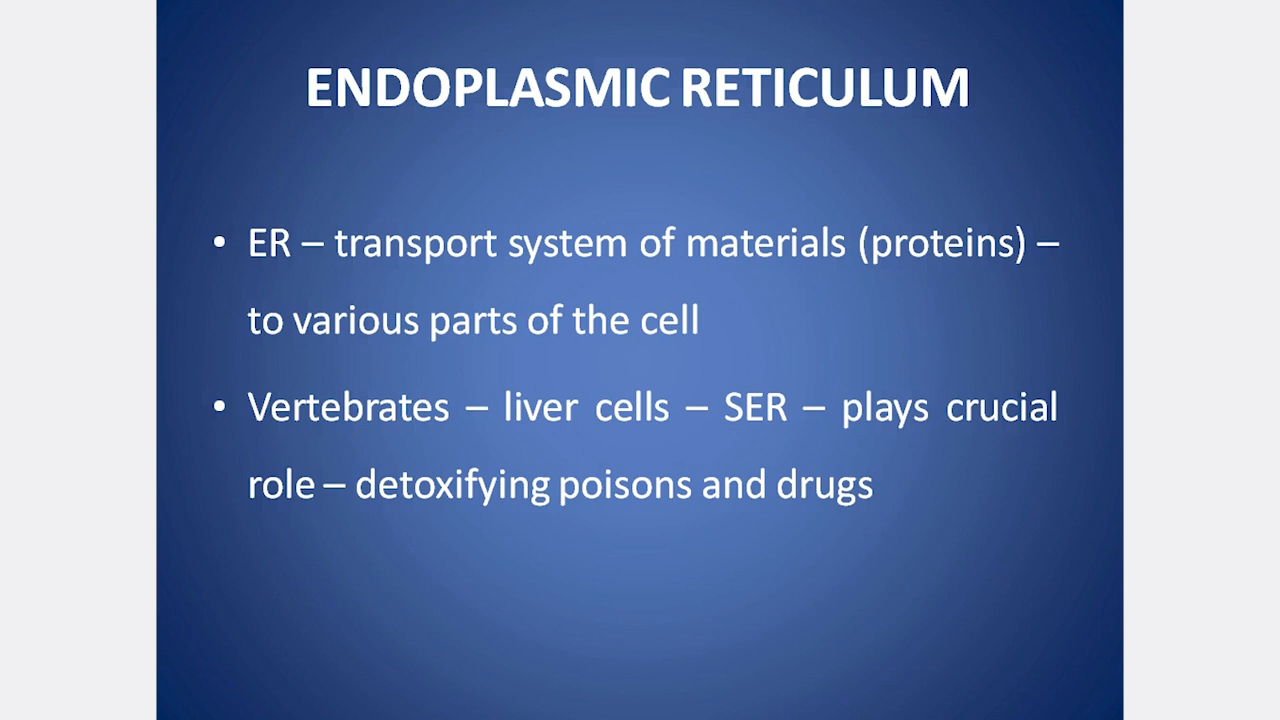 ENDOPLASMIC RETICULUM
• ER – transport system of materials (proteins) –
to various parts of the cell
• Vertebrates – liver cells – SER – plays crucial
role – detoxifying poisons and drugs